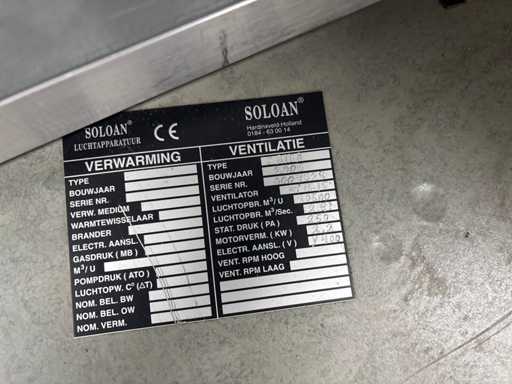 SOLOAN®
LUCHTAPPARATUUR CE
VERWARMING
TYPE
BOUWJAAR
SERIE NR.
VERW. MEDIUM
WARMTEWISSELAAR
BRANDER
ELECTR. AANSL.
GASDRUK ( MB )
M³/ U
POMPDRUK ( ATO )
LUCHTOPW. C° (ΔT)
NOM. BEL. BW
NOM. BEL. OW
NOM. VERM.
SOLOAN®
Hardinxveld-Holland
0184 - 63 00 14
VENTILATIE
TYPE
BOUWJAAR
SERIE NR.
VENTILATOR
LUCHTOPBR. M³/ U
LUCHTOPBR. M³/Sec.
STAT. DRUK ( PA )
MOTORVERM. ( KW )
ELECTR. AANSL. ( V )
VENT. RPM HOOG
VENT. RPM LAAG